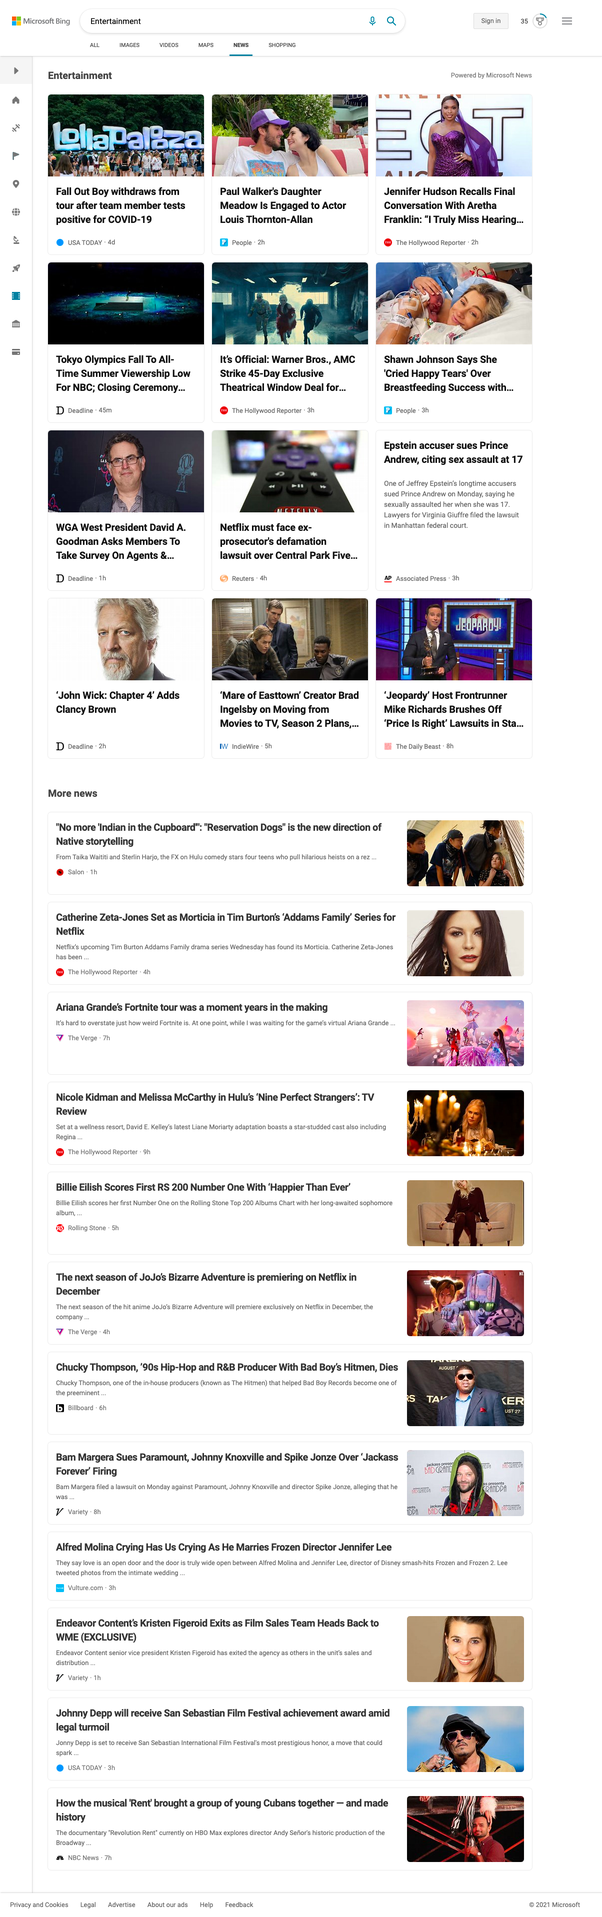 Microsoft Bing
Entertainment
Sign in
35
ALL
IMAGES
VIDEOS
MAPS
NEWS
SHOPPING
Entertainment
Powered by Microsoft News
Lollapalooza
Fall Out Boy withdraws from
tour after team member tests
positive for COVID-19
USA TODAY · 4d
Paul Walker's Daughter
Meadow Is Engaged to Actor
Louis Thornton-Allan
People · 2h
Jennifer Hudson Recalls Final
Conversation With Aretha
Franklin: "I Truly Miss Hearing...
The Hollywood Reporter · 2h
Tokyo Olympics Fall To All-
Time Summer Viewership Low
For NBC; Closing Ceremony...
Deadline · 45m
It's Official: Warner Bros., AMC
Strike 45-Day Exclusive
Theatrical Window Deal for...
The Hollywood Reporter · 3h
Shawn Johnson Says She
'Cried Happy Tears' Over
Breastfeeding Success with...
People · 3h
WGA West President David A.
Goodman Asks Members To
Take Survey On Agents &...
Deadline · 1h
NETFLIX
Netflix must face ex-
prosecutor's defamation
lawsuit over Central Park Five...
Reuters · 4h
Epstein accuser sues Prince
Andrew, citing sex assault at 17
One of Jeffrey Epstein's longtime accusers
sued Prince Andrew on Monday, saying he
sexually assaulted her when she was 17.
Lawyers for Virginia Giuffre filed the lawsuit
in Manhattan federal court.
AP Associated Press · 3h
'John Wick: Chapter 4' Adds
Clancy Brown
Deadline · 2h
'Mare of Easttown' Creator Brad
Ingelsby on Moving from
Movies to TV, Season 2 Plans,...
IndieWire · 5h
JEOPARDY!
'Jeopardy' Host Frontrunner
Mike Richards Brushes Off
'Price Is Right' Lawsuits in Sta...
The Daily Beast · 8h
More news
"No more 'Indian in the Cupboard'": "Reservation Dogs" is the new direction of
Native storytelling
From Taika Waititi and Sterlin Harjo, the FX on Hulu comedy stars four teens who pull hilarious heists on a rez ...
Salon · 1h
Catherine Zeta-Jones Set as Morticia in Tim Burton's 'Addams Family' Series for
Netflix
Netflix's upcoming Tim Burton Addams Family drama series Wednesday has found its Morticia. Catherine Zeta-Jones
has been ...
The Hollywood Reporter · 4h
Ariana Grande's Fortnite tour was a moment years in the making
It's hard to overstate just how weird Fortnite is. At one point, while I was waiting for the game's virtual Ariana Grande ...
The Verge · 7h
Nicole Kidman and Melissa McCarthy in Hulu's 'Nine Perfect Strangers': TV
Review
Set at a wellness resort, David E. Kelley's latest Liane Moriarty adaptation boasts a star-studded cast also including
Regina ...
The Hollywood Reporter · 9h
Billie Eilish Scores First RS 200 Number One With 'Happier Than Ever'
Billie Eilish scores her first Number One on the Rolling Stone Top 200 Albums Chart with her long-awaited sophomore
album, ...
Rolling Stone · 5h
The next season of JoJo's Bizarre Adventure is premiering on Netflix in
December
The next season of the hit anime JoJo's Bizarre Adventure will premiere exclusively on Netflix in December, the
company ...
The Verge · 4h
Chucky Thompson, '90s Hip-Hop and R&B Producer With Bad Boy's Hitmen, Dies
Chucky Thompson, one of the in-house producers (known as The Hitmen) that helped Bad Boy Records become one of
the preeminent ...
Billboard · 6h
Bam Margera Sues Paramount, Johnny Knoxville and Spike Jonze Over 'Jackass
Forever' Firing
Bam Margera filed a lawsuit on Monday against Paramount, Johnny Knoxville and director Spike Jonze, alleging that he
was ...
Variety · 8h
Alfred Molina Crying Has Us Crying As He Marries Frozen Director Jennifer Lee
They say love is an open door and the door is truly wide open between Alfred Molina and Jennifer Lee, director of Disney smash-hits Frozen and Frozen 2. Lee
tweeted photos from the intimate wedding ...
Vulture.com · 3h
Endeavor Content's Kristen Figeroid Exits as Film Sales Team Heads Back to
WME (EXCLUSIVE)
Endeavor Content senior vice president Kristen Figeroid has exited the agency as others in the unit's sales and
distribution ...
Variety · 1h
Johnny Depp will receive San Sebastian Film Festival achievement award amid
legal turmoil
Jonny Depp is set to receive San Sebastian International Film Festival's most prestigious honor, a move that could
spark ...
USA TODAY · 3h
How the musical 'Rent' brought a group of young Cubans together — and made
history
The documentary "Revolution Rent" currently on HBO Max explores director Andy Señor's historic production of the
Broadway ...
NBC News · 7h
Privacy and Cookies
Legal
Advertise
About our ads
Help
Feedback
© 2021 Microsoft